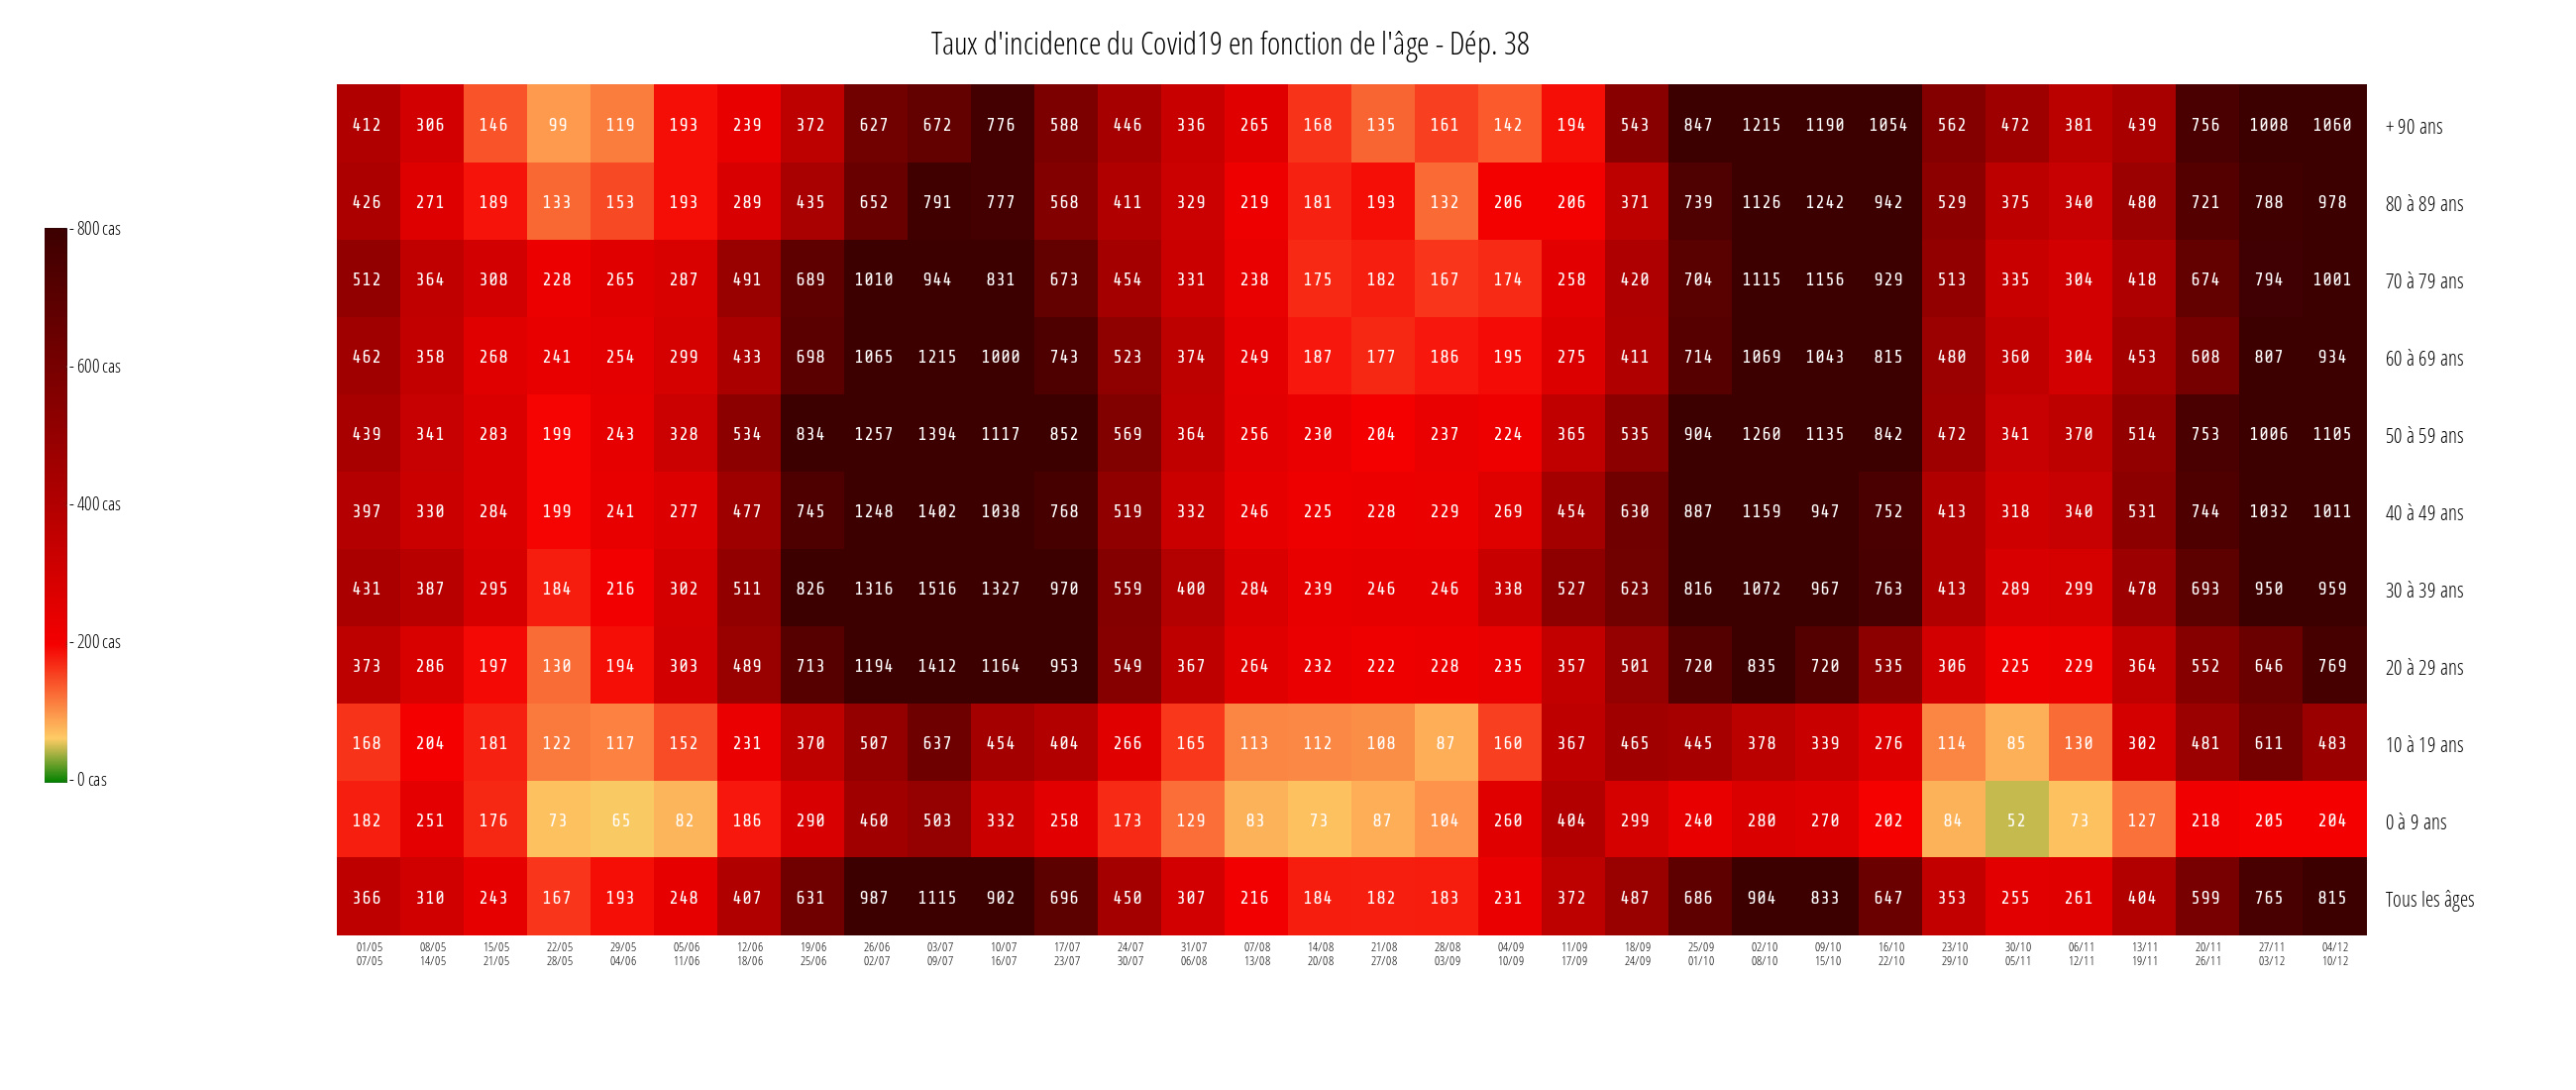 Taux d'incidence du Covid19 en fonction de l'âge - Dép. 38
- 800 cas
- 600 cas
- 400 cas
- 200 cas
- 0 cas
412 306 146 99 119 193 239 372 627 672 776 588 446 336 265 168 135 161 142 194 543 847 1215 1190 1054 562 472 381 439 756 1008 1060 + 90 ans
426 271 189 133 153 193 289 435 652 791 777 568 411 329 219 181 193 132 206 206 371 739 1126 1242 942 529 375 340 480 721 788 978 80 à 89 ans
512 364 308 228 265 287 491 689 1010 944 831 673 454 331 238 175 182 167 174 258 420 704 1115 1156 929 513 335 304 418 674 794 1001 70 à 79 ans
462 358 268 241 254 299 433 698 1065 1215 1000 743 523 374 249 187 177 186 195 275 411 714 1069 1043 815 480 360 304 453 608 807 934 60 à 69 ans
439 341 283 199 243 328 534 834 1257 1394 1117 852 569 364 256 230 204 237 224 365 535 904 1260 1135 842 472 341 370 514 753 1006 1105 50 à 59 ans
397 330 284 199 241 277 477 745 1248 1402 1038 768 519 332 246 225 228 229 269 454 630 887 1159 947 752 413 318 340 531 744 1032 1011 40 à 49 ans
431 387 295 184 216 302 511 826 1316 1516 1327 970 559 400 284 239 246 246 338 527 623 816 1072 967 763 413 289 299 478 693 950 959 30 à 39 ans
373 286 197 130 194 303 489 713 1194 1412 1164 953 549 367 264 232 222 228 235 357 501 720 835 720 535 306 225 229 364 552 646 769 20 à 29 ans
168 204 181 122 117 152 231 370 507 637 454 404 266 165 113 112 108 87 160 367 465 445 378 339 276 114 85 130 302 481 611 483 10 à 19 ans
182 251 176 73 65 82 186 290 460 503 332 258 173 129 83 73 87 104 260 404 299 240 280 270 202 84 52 73 127 218 205 204 0 à 9 ans
366 310 243 167 193 248 407 631 987 1115 902 696 450 307 216 184 182 183 231 372 487 686 904 833 647 353 255 261 404 599 765 815 Tous les âges
01/05 08/05 15/05 22/05 29/05 05/06 12/06 19/06 26/06 03/07 10/07 17/07 24/07 31/07 07/08 14/08 21/08 28/08 04/09 11/09 18/09 25/09 02/10 09/10 16/10 23/10 30/10 06/11 13/11 20/11 27/11 04/12
07/05 14/05 21/05 28/05 04/06 11/06 18/06 25/06 02/07 09/07 16/07 23/07 30/07 06/08 13/08 20/08 27/08 03/09 10/09 17/09 24/09 01/10 08/10 15/10 22/10 29/10 05/11 12/11 19/11 26/11 03/12 10/12